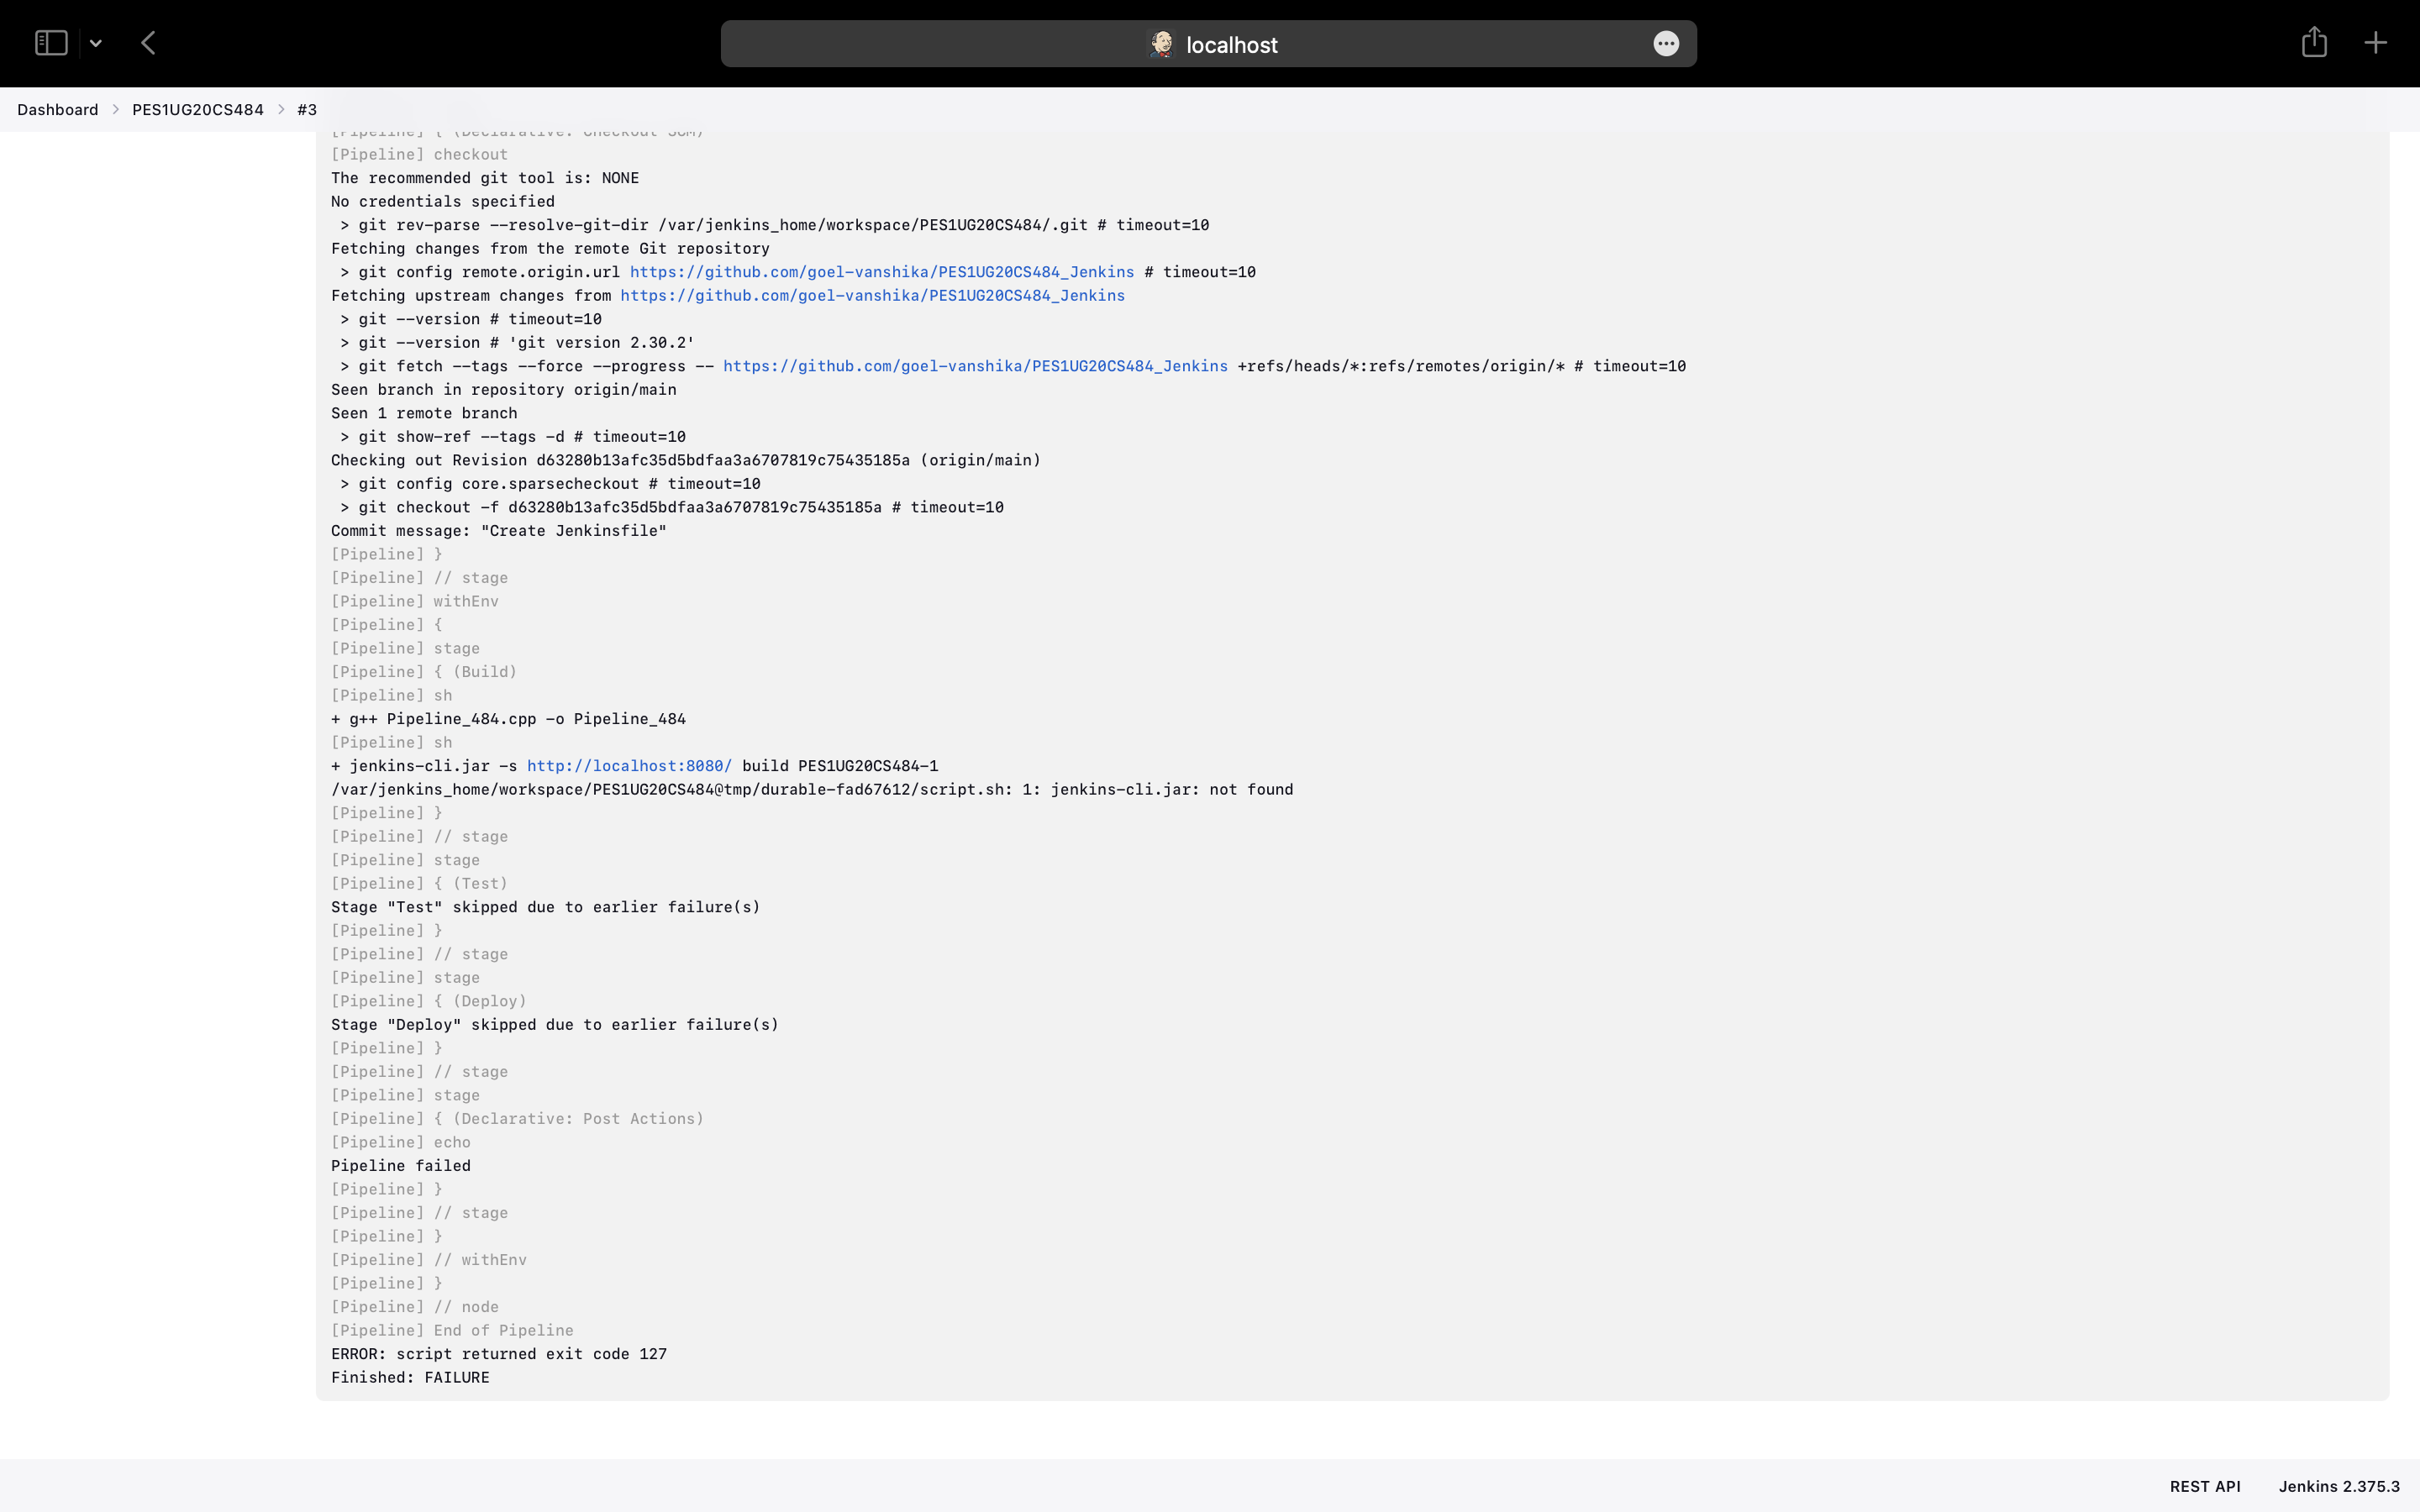 localhost
Dashboard > PES1UG20CS484 > #3
[Pipeline] { (Declarative: Checkout SCM)
[Pipeline] checkout
The recommended git tool is: NONE
No credentials specified
 > git rev-parse --resolve-git-dir /var/jenkins_home/workspace/PES1UG20CS484/.git # timeout=10
Fetching changes from the remote Git repository
 > git config remote.origin.url https://github.com/goel-vanshika/PES1UG20CS484_Jenkins # timeout=10
Fetching upstream changes from https://github.com/goel-vanshika/PES1UG20CS484_Jenkins
 > git --version # timeout=10
 > git --version # 'git version 2.30.2'
 > git fetch --tags --force --progress -- https://github.com/goel-vanshika/PES1UG20CS484_Jenkins +refs/heads/*:refs/remotes/origin/* # timeout=10
Seen branch in repository origin/main
Seen 1 remote branch
 > git show-ref --tags -d # timeout=10
Checking out Revision d63280b13afc35d5bdfaa3a6707819c75435185a (origin/main)
 > git config core.sparsecheckout # timeout=10
 > git checkout -f d63280b13afc35d5bdfaa3a6707819c75435185a # timeout=10
Commit message: "Create Jenkinsfile"
[Pipeline] }
[Pipeline] // stage
[Pipeline] withEnv
[Pipeline] {
[Pipeline] stage
[Pipeline] { (Build)
[Pipeline] sh
+ g++ Pipeline_484.cpp -o Pipeline_484
[Pipeline] sh
+ jenkins-cli.jar -s http://localhost:8080/ build PES1UG20CS484-1
/var/jenkins_home/workspace/PES1UG20CS484@tmp/durable-fad67612/script.sh: 1: jenkins-cli.jar: not found
[Pipeline] }
[Pipeline] // stage
[Pipeline] stage
[Pipeline] { (Test)
Stage "Test" skipped due to earlier failure(s)
[Pipeline] }
[Pipeline] // stage
[Pipeline] stage
[Pipeline] { (Deploy)
Stage "Deploy" skipped due to earlier failure(s)
[Pipeline] }
[Pipeline] // stage
[Pipeline] stage
[Pipeline] { (Declarative: Post Actions)
[Pipeline] echo
Pipeline failed
[Pipeline] }
[Pipeline] // stage
[Pipeline] }
[Pipeline] // withEnv
[Pipeline] }
[Pipeline] // node
[Pipeline] End of Pipeline
ERROR: script returned exit code 127
Finished: FAILURE
REST API Jenkins 2.375.3